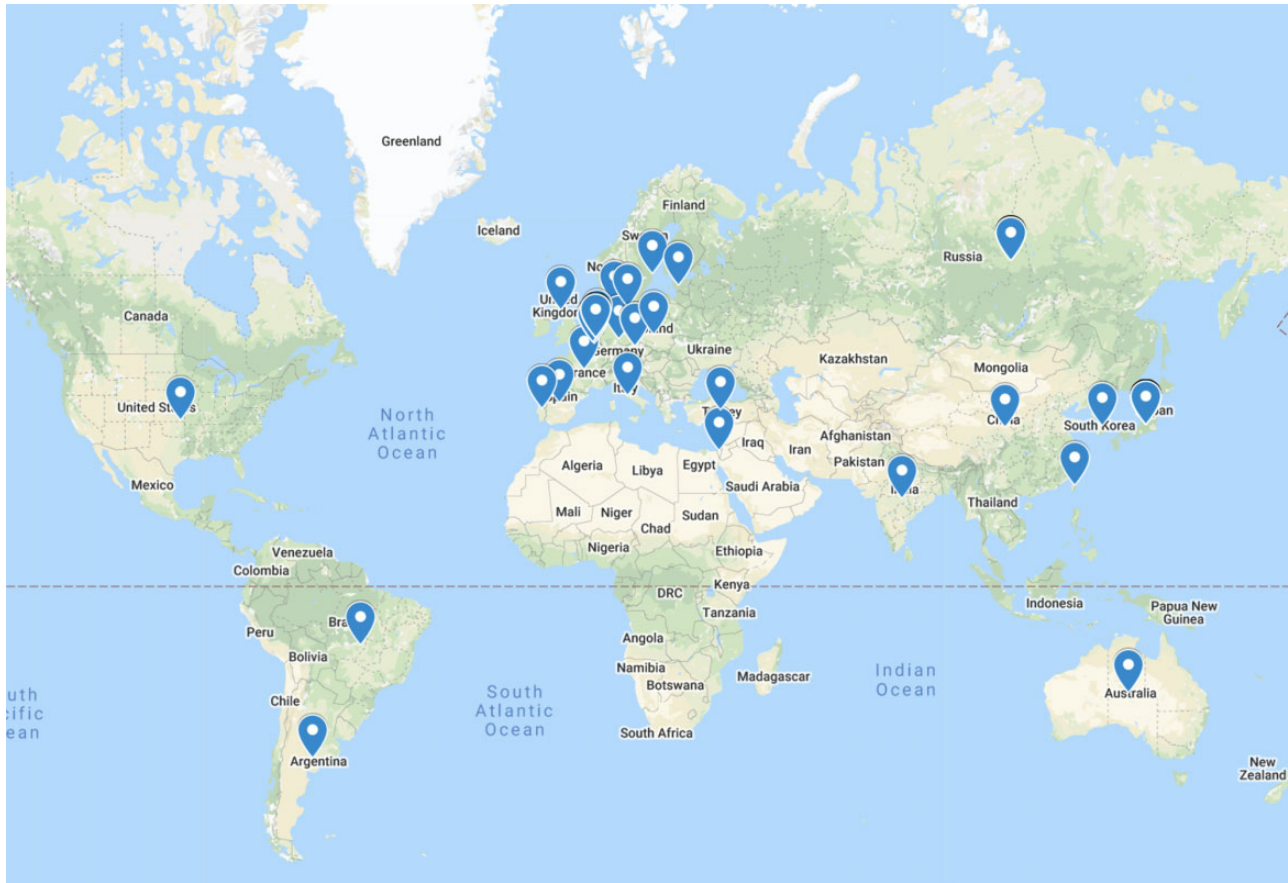 Greenland
Finland
Iceland
Russia
Canada
Kingdom
Ukraine
Germany
Kazakhstan
Mongolia
United
North
Atlantic
Ocean
South Korea
Afghanistan
Iraq
Iran
Pakistan
Algeria
Libya
Egypt
Saudi Arabia
Mexico
Thailand
Mali
Niger
Chad
Sudan
Nigeria
Ethiopia
Venezuela
Colombia
Kenya
DRC
Tanzania
Indonesia
Papua New
Guinea
Peru
Angola
Bolivia
Namibia
Botswana
Madagascar
Indian
Ocean
Australia
Chile
South
Atlantic
Ocean
South Africa
Argentina
New
Zealand